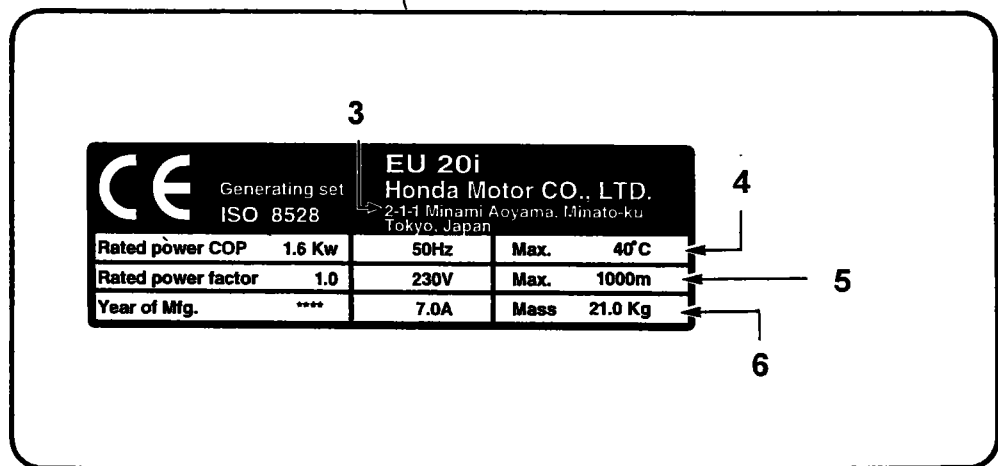 3
CE Generating set ISO 8528
EU 20i
Honda Motor CO., LTD.
2-1-1 Minami Aoyama, Minato-ku
Tokyo, Japan
4
Rated power COP 1.6 Kw 50Hz Max. 40°C
Rated power factor 1.0 230V Max. 1000m
5
Year of Mfg. **** 7.0A Mass 21.0 Kg
6